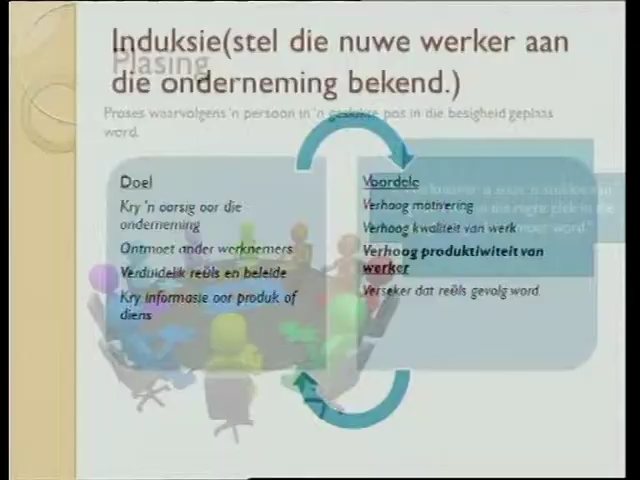 Induksie(stel die nuwe werker aan
Plasing
die onderneming bekend.)
Proses waarvolgens 'n persoon in 'n geskikte pos in die besigheid geplaas
word.
Doel
Kry 'n oorsig oor die
onderneming
Ontmoet ander werknemers
Verduidelik reëls en beleide
Kry informasie oor produk of
diens
Voordele
Verhoog motivering
Verhoog kwaliteit van werk
Verhoog produktiwiteit van
werker
Verseker dat reëls gevolg word
word"